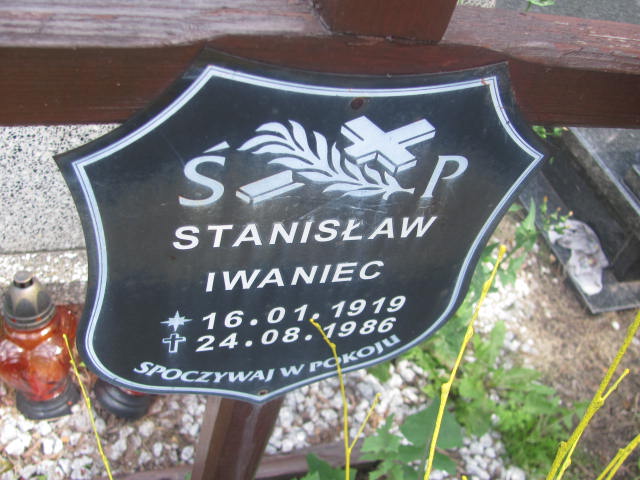 Ś P
STANISŁAW
IWANIEC
16.01.1919
24.08.1986
SPOCZYWAJ W POKOJU